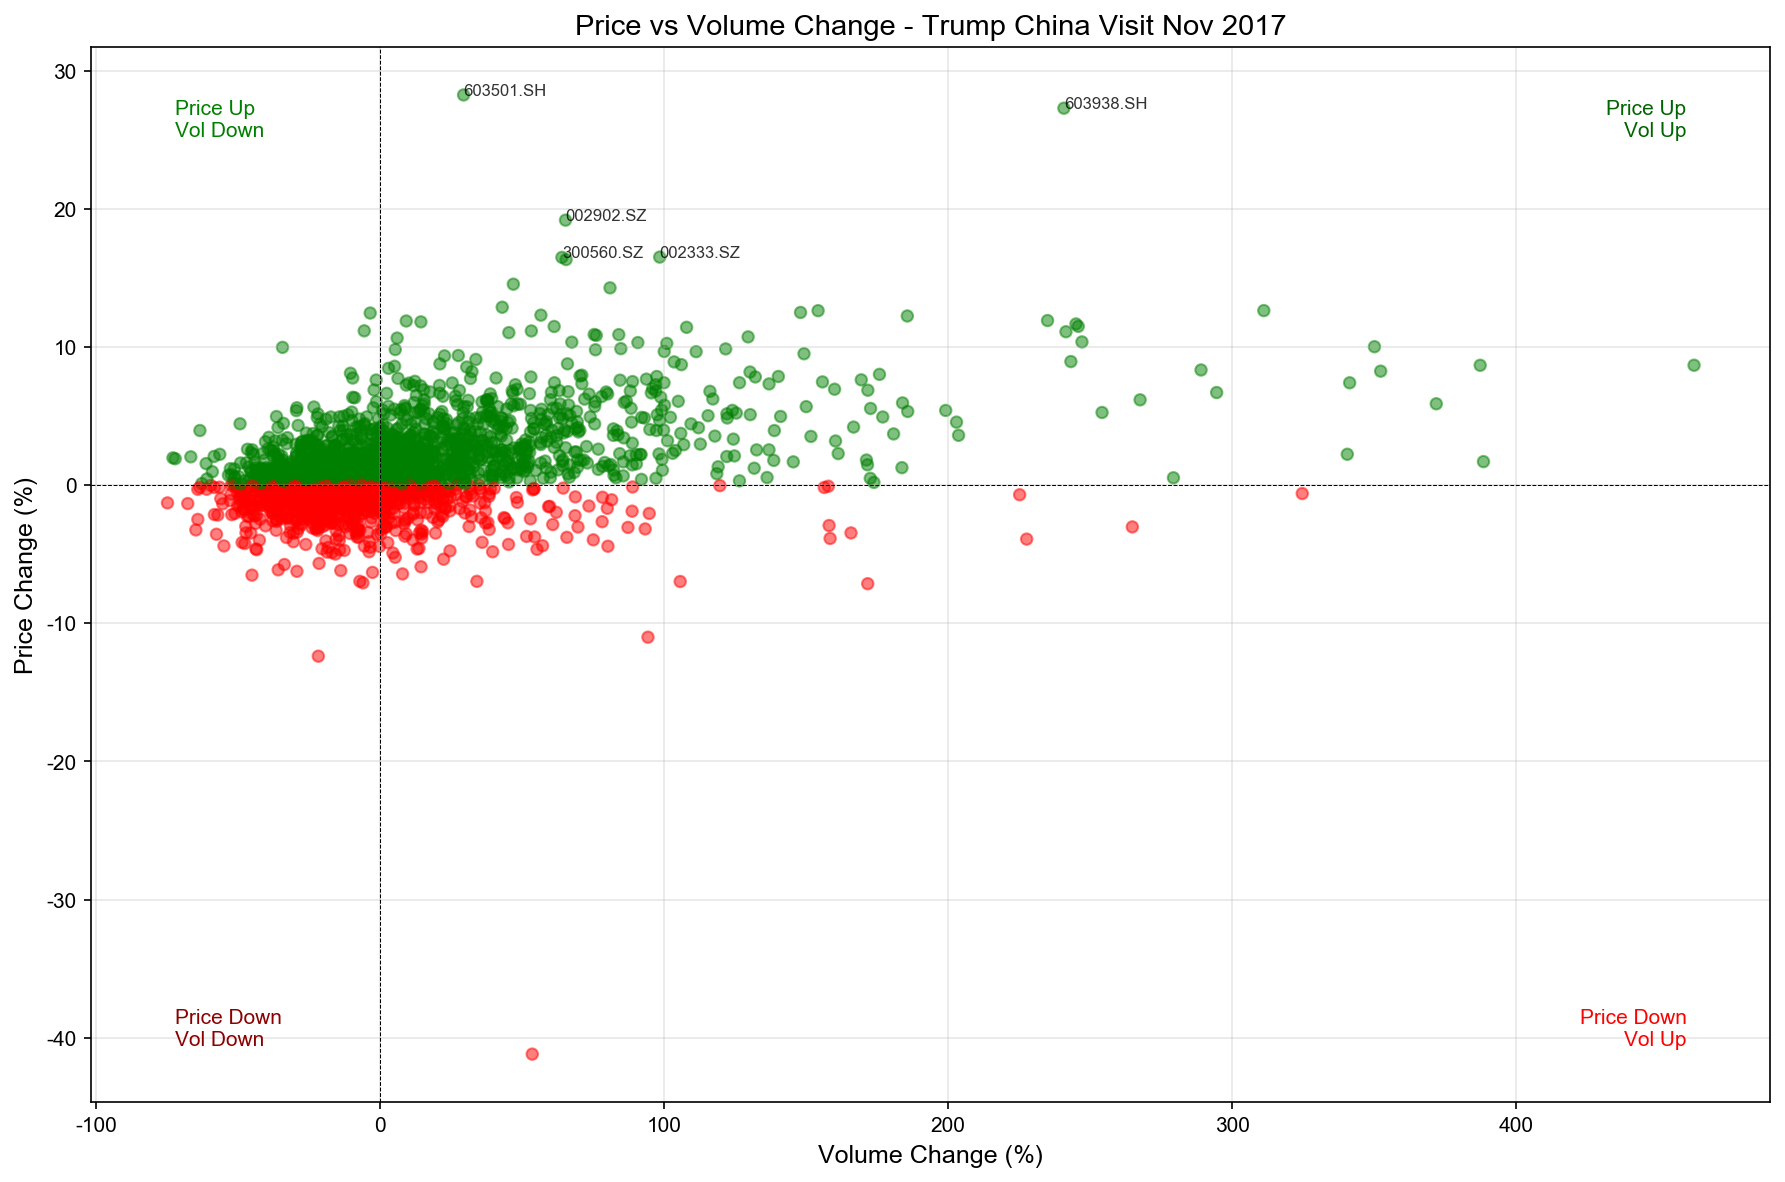 Price vs Volume Change - Trump China Visit Nov 2017
30
603501.SH
603938.SH
Price Up
Vol Down
Price Up
Vol Up
20
002902.SZ
300560.SZ
002333.SZ
10
0
-10
-20
-30
-40
Price Change (%)
Price Down
Vol Down
Price Down
Vol Up
-100
0
100
200
300
400
Volume Change (%)